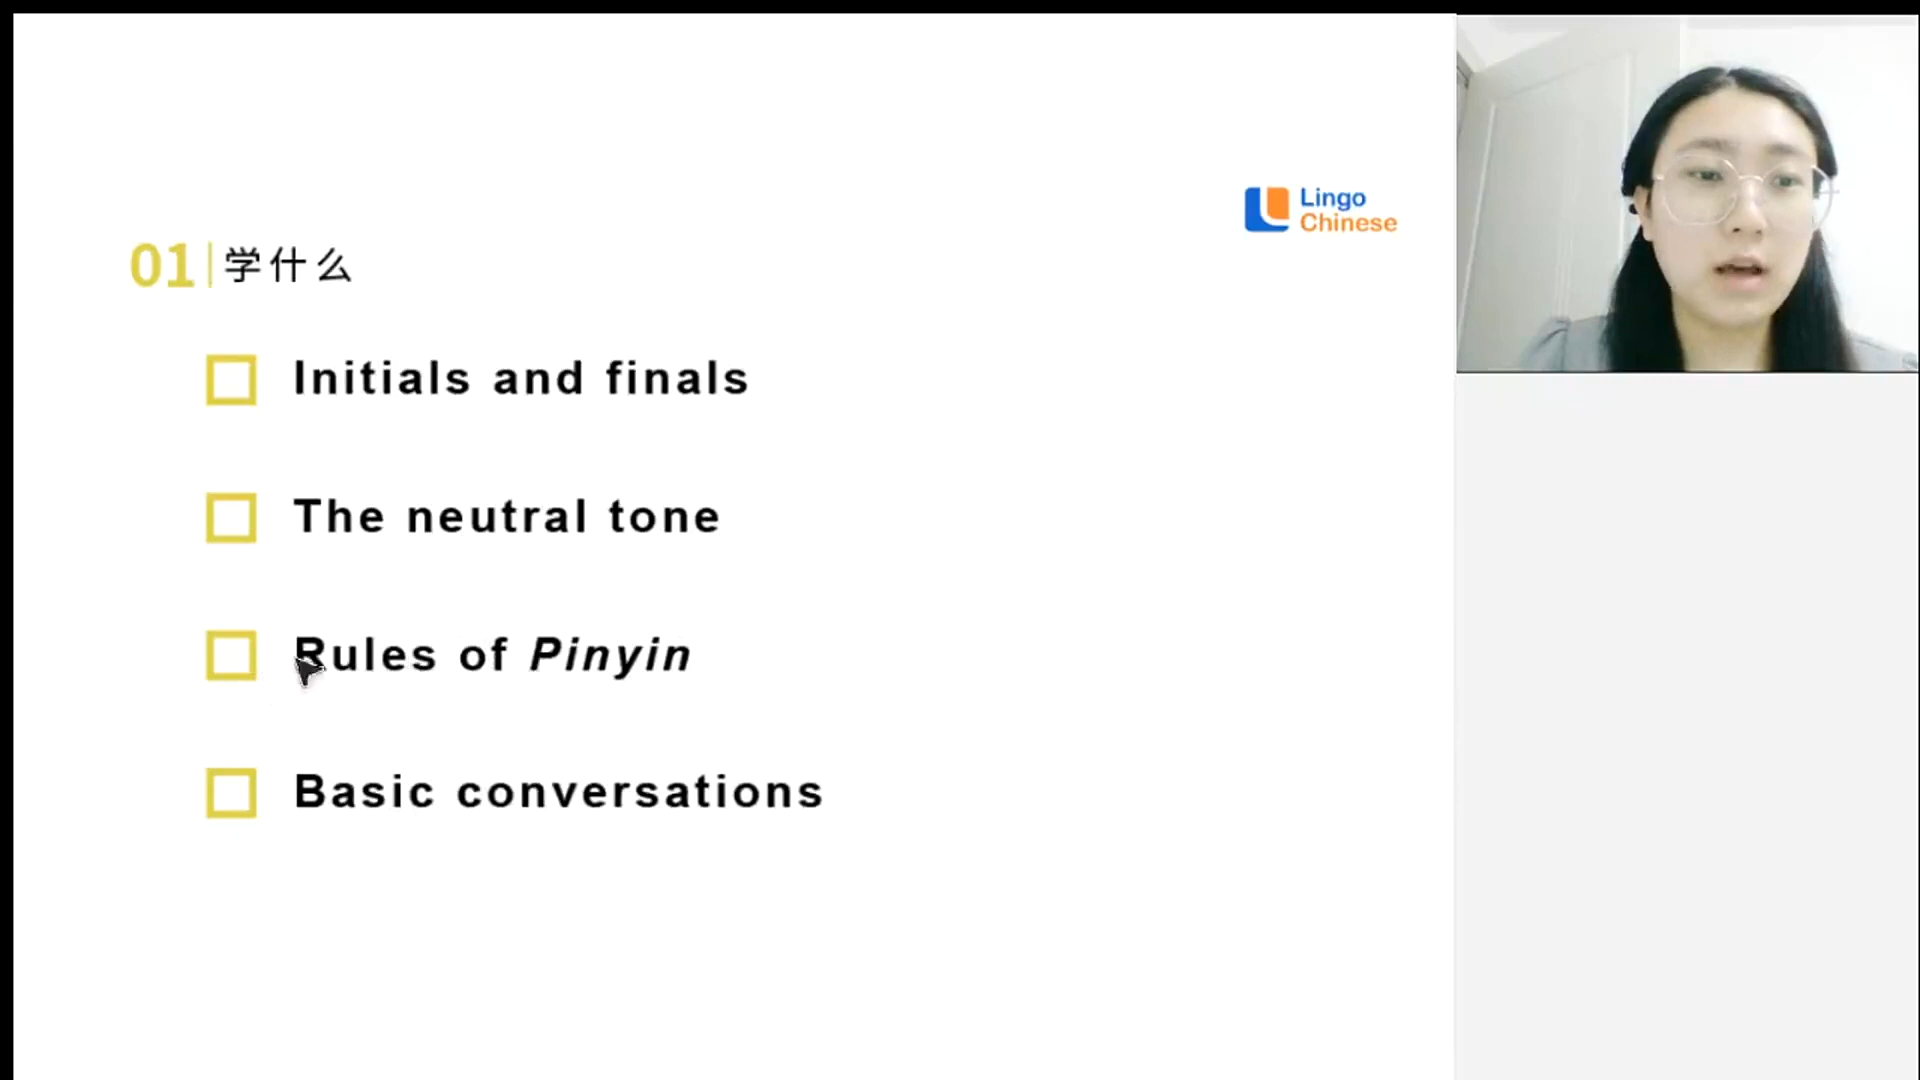 Lingo
Chinese
01 学什么
Initials and finals
The neutral tone
Rules of Pinyin
Basic conversations